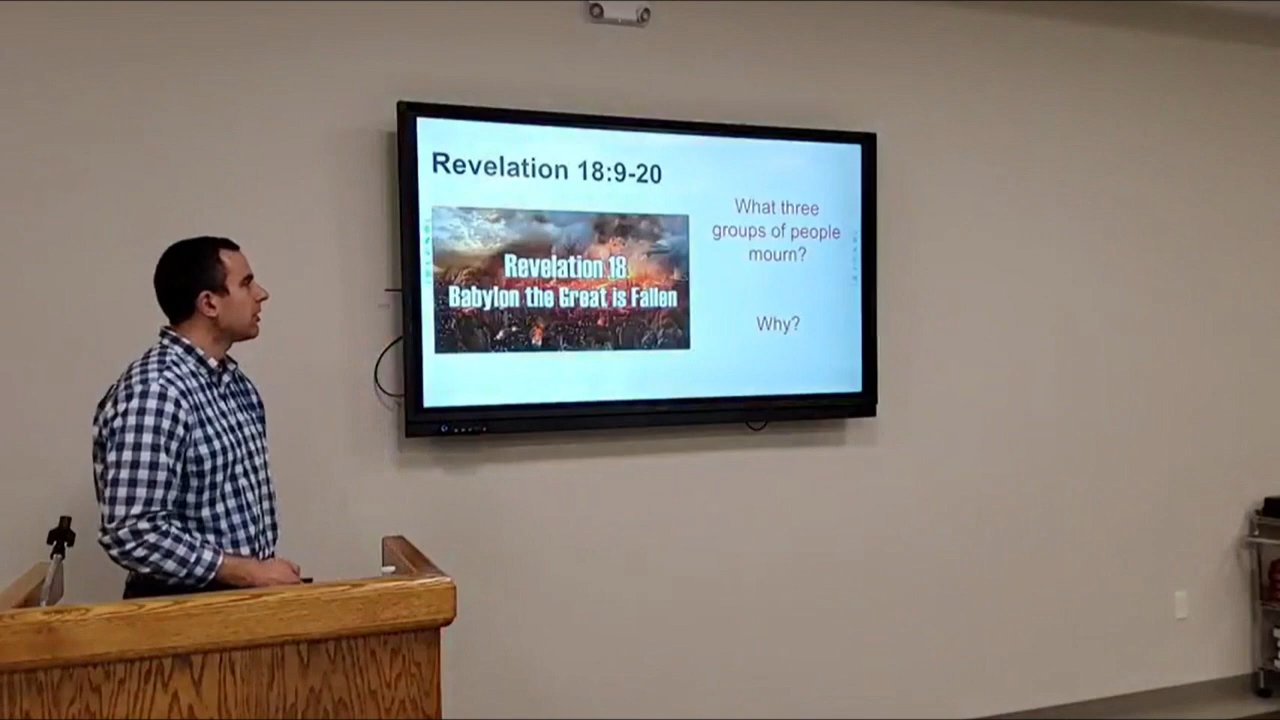 Revelation 18:9-20
Revelation 18
Babylon the Great is Fallen
What three
groups of people
mourn?
Why?